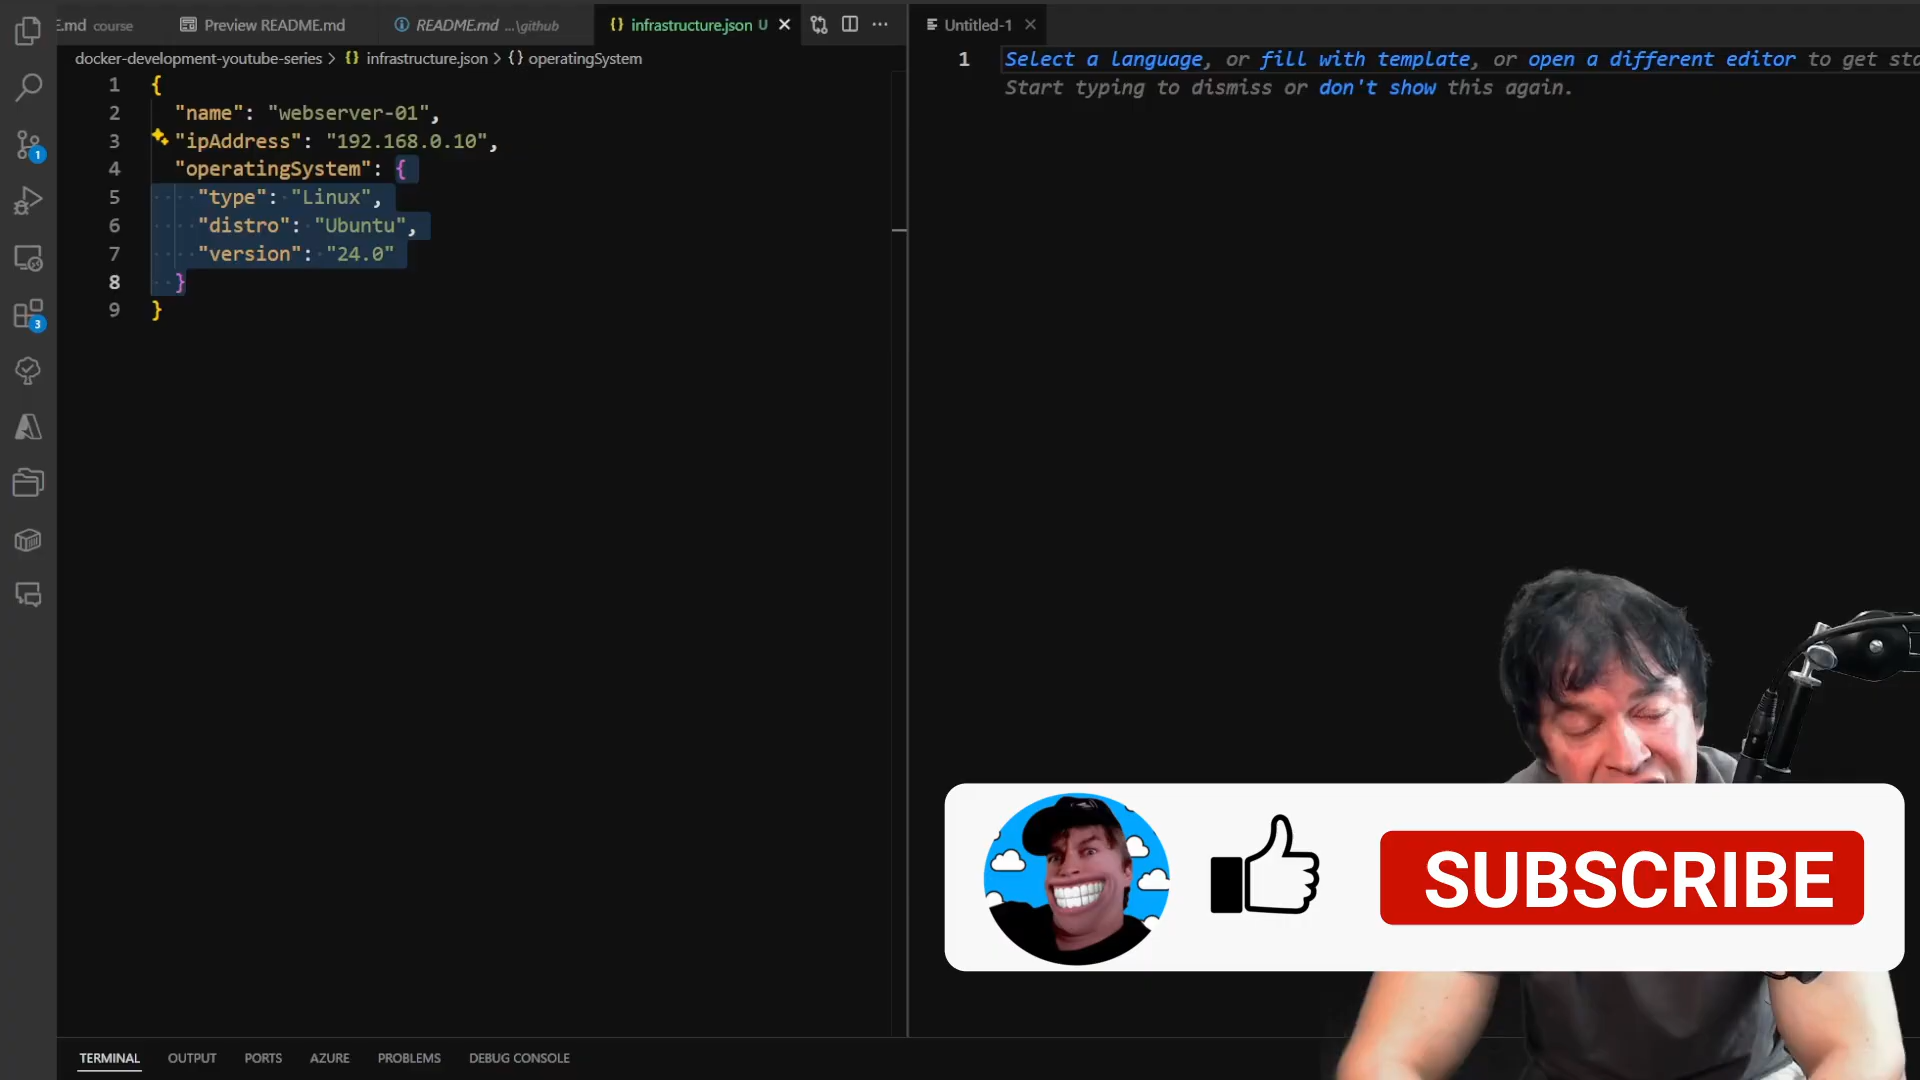 E.md course
Preview README.md
README.md ...\github
{} infrastructure.json U
Untitled-1
docker-development-youtube-series > {} infrastructure.json > {} operatingSystem
1 {
2 "name": "webserver-01",
3 "ipAddress": "192.168.0.10",
4 "operatingSystem": {
5 "type": "Linux",
6 "distro": "Ubuntu",
7 "version": "24.0"
8 }
9 }
1 Select a language, or fill with template, or open a different editor to get sta
Start typing to dismiss or don't show this again.
1
3
SUBSCRIBE
TERMINAL OUTPUT PORTS AZURE PROBLEMS DEBUG CONSOLE